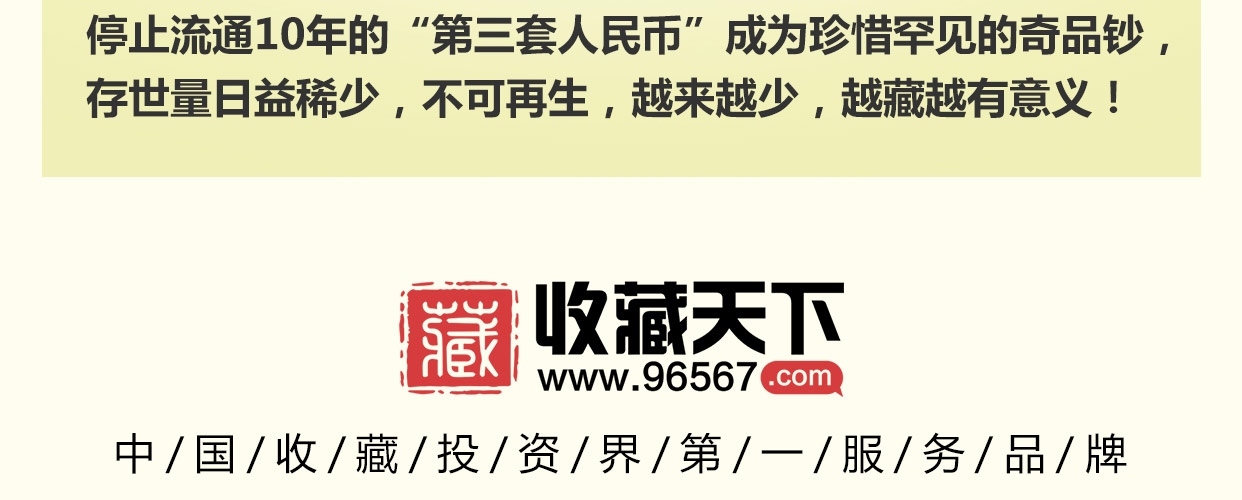 停止流通10年的“第三套人民币”成为珍惜罕见的奇品钞，
存世量日益稀少，不可再生，越来越少，越藏越有意义！
藏
收藏天下
www.96567.com
中/国/收/藏/投/资/界/第/一/服/务/品/牌